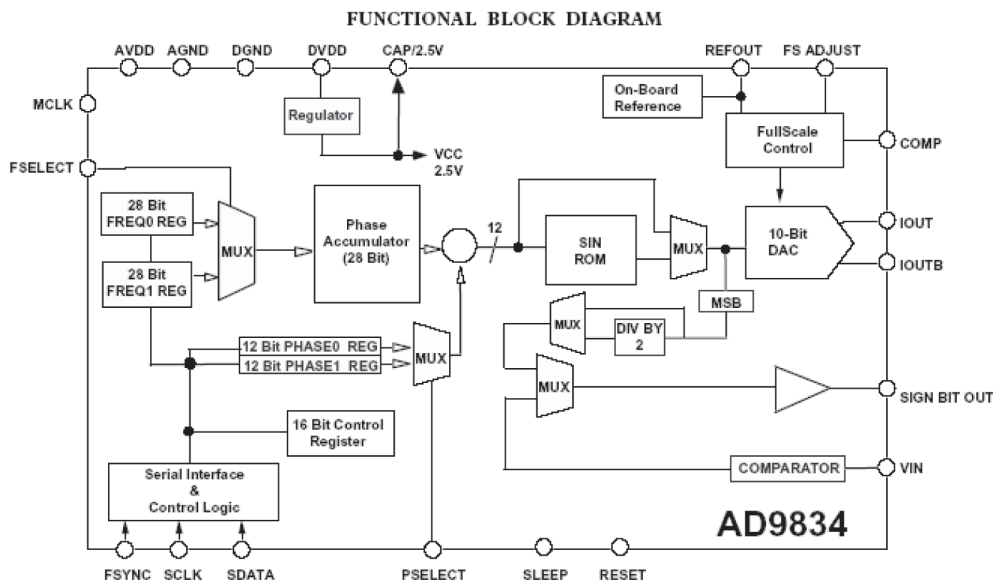 FUNCTIONAL BLOCK DIAGRAM
AVDD
AGND
DGND
DVDD
CAP/2.5V
REFOUT
FS ADJUST
MCLK
On-Board
Reference
Regulator
FullScale
Control
COMP
VCC
2.5V
FSELECT
28 Bit
FREQ0 REG
MUX
Phase
Accumulator
(28 Bit)
12
SIN
ROM
MUX
10-Bit
DAC
IOUT
IOUTB
28 Bit
FREQ1 REG
MSB
MUX
DIV BY
2
12 Bit PHASE0 REG
12 Bit PHASE1 REG
MUX
MUX
SIGN BIT OUT
16 Bit Control
Register
COMPARATOR
VIN
Serial Interface
&
Control Logic
AD9834
FSYNC
SCLK
SDATA
PSELECT
SLEEP
RESET